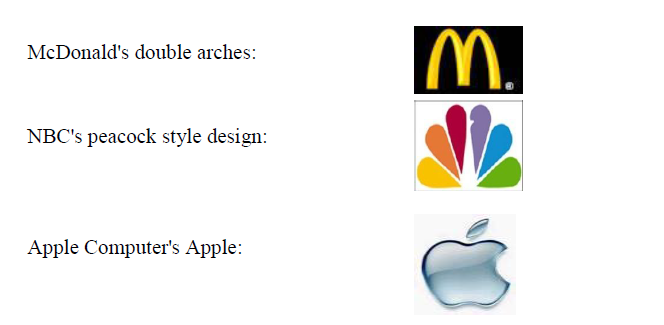 McDonald's double arches:
NBC's peacock style design:
Apple Computer's Apple: